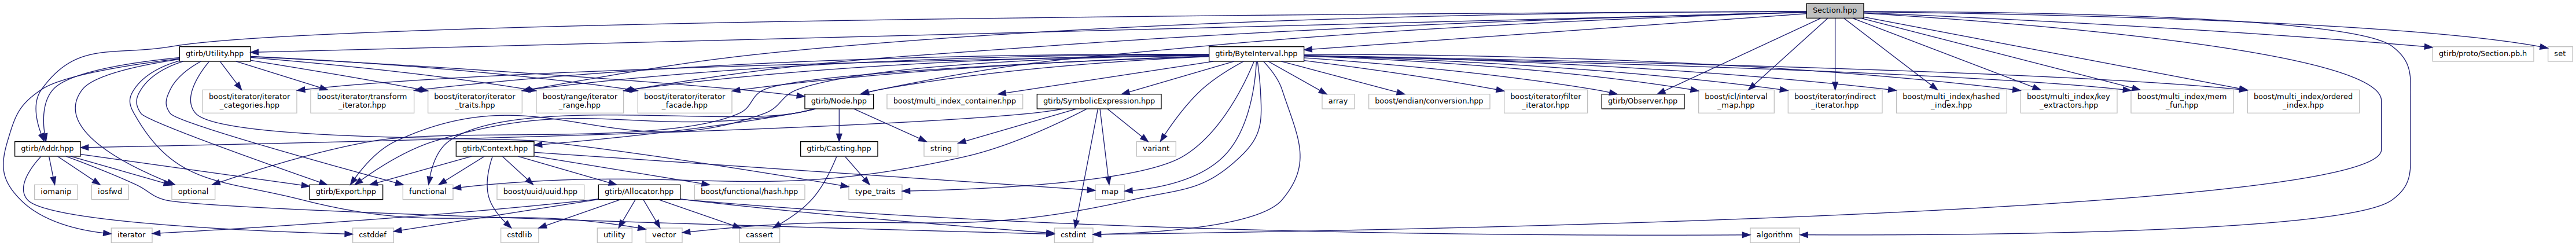 Section.hpp
gtirb/Utility.hpp
gtirb/ByteInterval.hpp
gtirb/proto/Section.pb.h
set
boost/iterator/iterator
_categories.hpp
boost/iterator/transform
_iterator.hpp
boost/iterator/iterator
_traits.hpp
boost/range/iterator
_range.hpp
boost/iterator/iterator
_facade.hpp
gtirb/Node.hpp
boost/multi_index_container.hpp
gtirb/SymbolicExpression.hpp
array
boost/endian/conversion.hpp
boost/iterator/filter
_iterator.hpp
gtirb/Observer.hpp
boost/icl/interval
_map.hpp
boost/iterator/indirect
_iterator.hpp
boost/multi_index/hashed
_index.hpp
boost/multi_index/key
_extractors.hpp
boost/multi_index/mem
_fun.hpp
boost/multi_index/ordered
_index.hpp
gtirb/Addr.hpp
gtirb/Context.hpp
gtirb/Casting.hpp
string
variant
iomanip
iosfwd
optional
gtirb/Export.hpp
functional
boost/uuid/uuid.hpp
gtirb/Allocator.hpp
boost/functional/hash.hpp
type_traits
map
iterator
cstddef
cstdlib
utility
vector
cassert
cstdint
algorithm